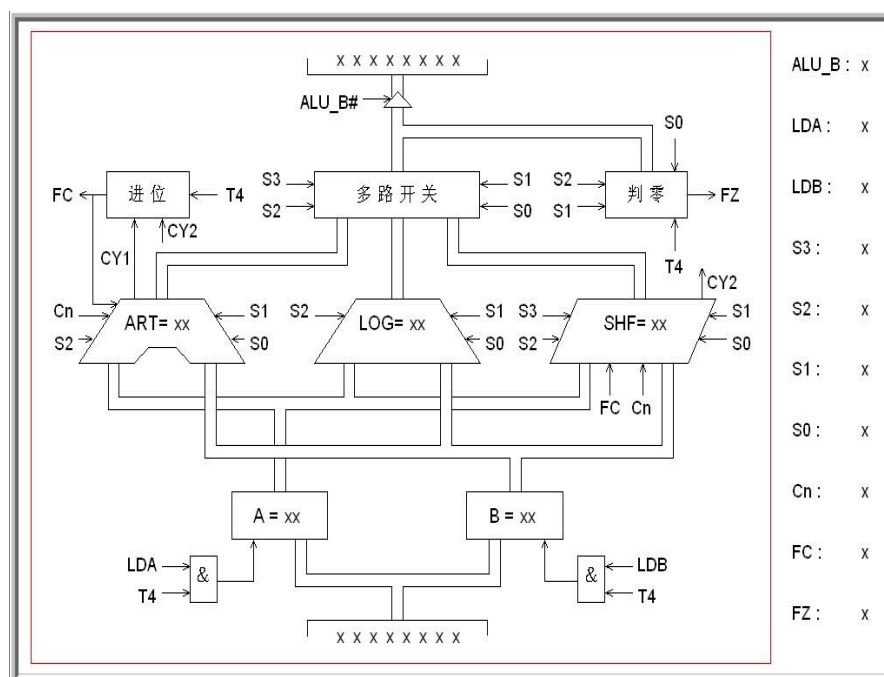 X X X X X X X X
ALU_B : X
ALU_B#
LDA : X
S0
LDB : X
FC 进位 T4
S3 多路开关 S1
S2 S0
S2 判零 FZ
S1
CY1 CY2
T4
S3 : X
CY2
Cn ART= XX S1
S2 S0
S2 LOG= XX S1
S0
S3 SHF= XX S1
S2 S0
S2 : X
FC Cn
S1 : X
S0 : X
A = XX B = XX
Cn : X
LDA & & LDB
T4 T4
FC : X
X X X X X X X X
FZ : X